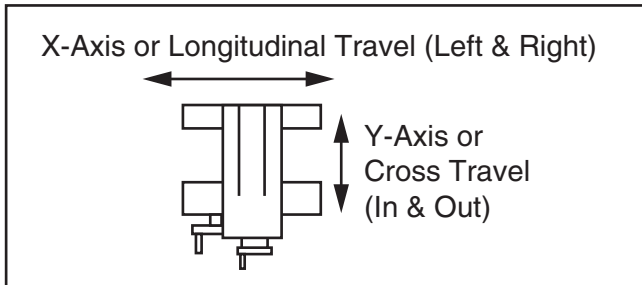 X-Axis or Longitudinal Travel (Left & Right)
Y-Axis or
Cross Travel
(In & Out)